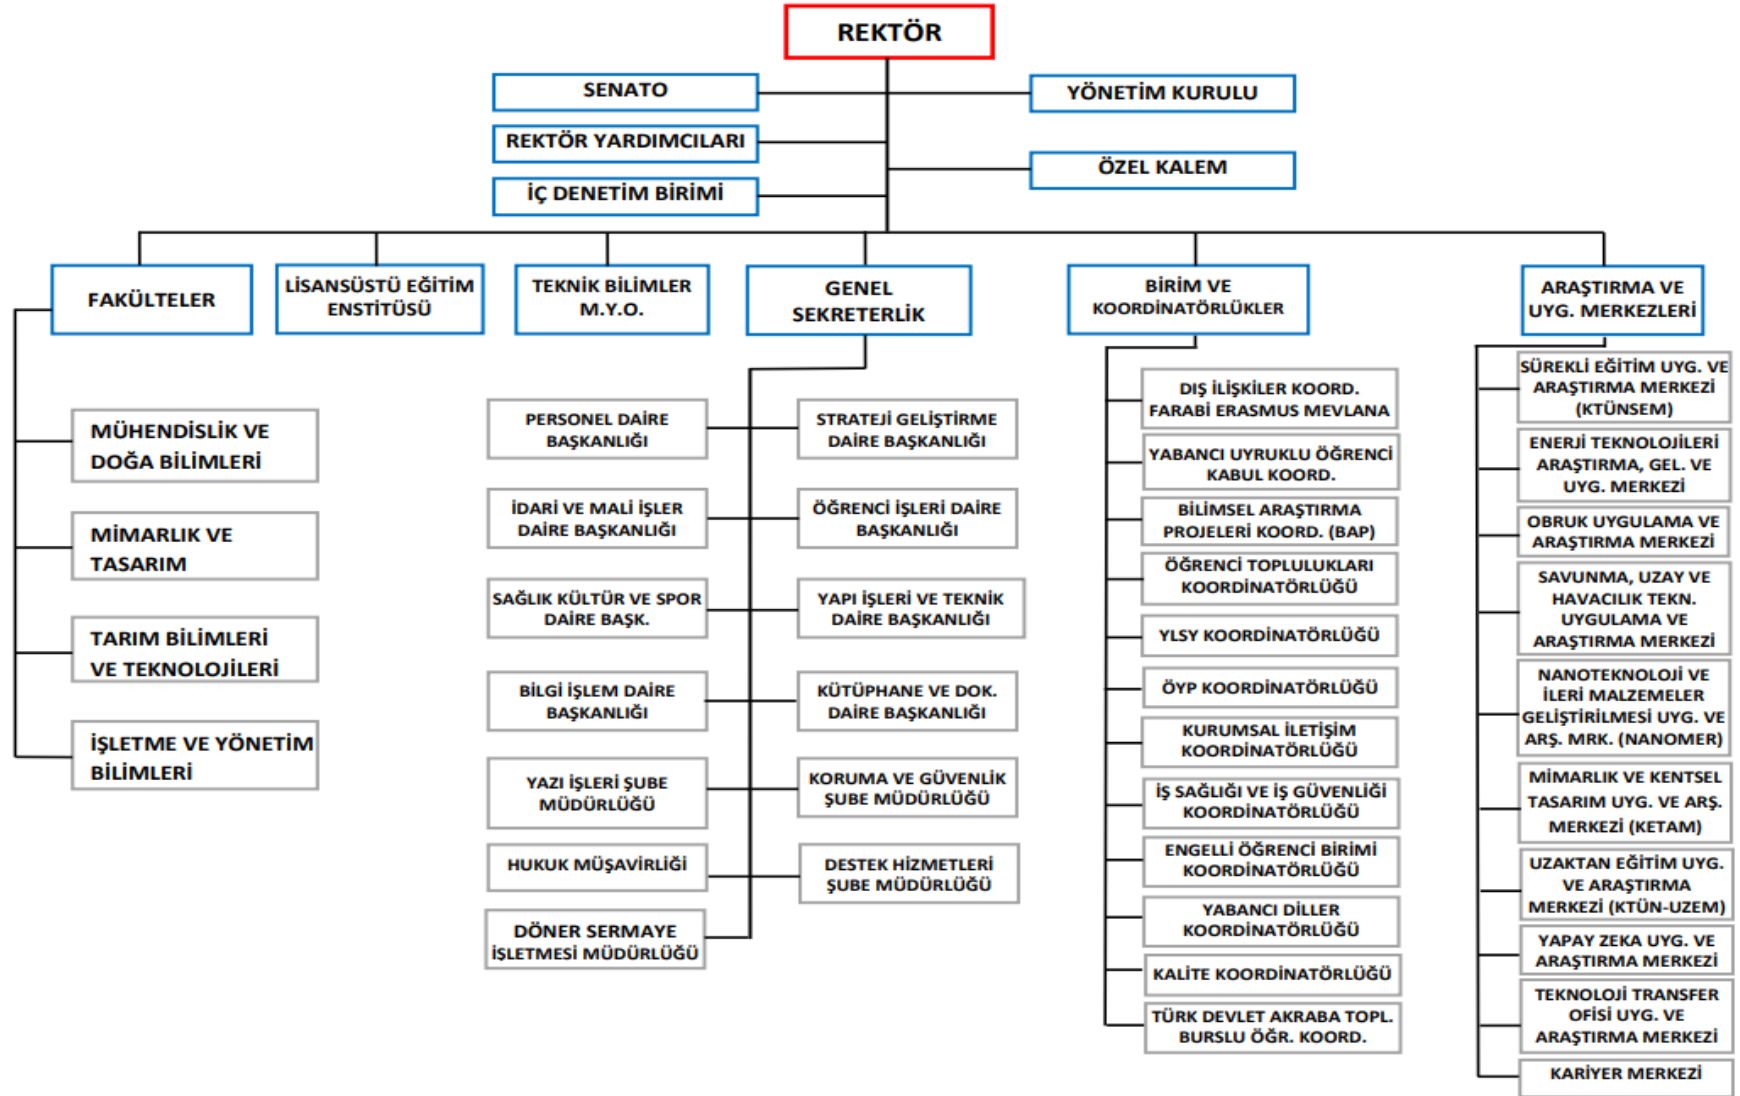 REKTÖR
SENATO
YÖNETİM KURULU
REKTÖR YARDIMCILARI
ÖZEL KALEM
İÇ DENETİM BİRİMİ
FAKÜLTELER
LİSANSÜSTÜ EĞİTİM
ENSTİTÜSÜ
TEKNİK BİLİMLER
M.Y.O.
GENEL
SEKRETERLİK
BİRİM VE
KOORDİNATÖRLÜKLER
ARAŞTIRMA VE
UYG. MERKEZLERİ
MÜHENDİSLİK VE
DOĞA BİLİMLERİ
MİMARLIK VE
TASARIM
TARIM BİLİMLERİ
VE TEKNOLOJİLERİ
İŞLETME VE YÖNETİM
BİLİMLERİ
PERSONEL DAİRE
BAŞKANLIĞI
STRATEJİ GELİŞTİRME
DAİRE BAŞKANLIĞI
İDARİ VE MALİ İŞLER
DAİRE BAŞKANLIĞI
ÖĞRENCİ İŞLERİ DAİRE
BAŞKANLIĞI
SAĞLIK KÜLTÜR VE SPOR
DAİRE BAŞK.
YAPI İŞLERİ VE TEKNİK
DAİRE BAŞKANLIĞI
BİLGİ İŞLEM DAİRE
BAŞKANLIĞI
KÜTÜPHANE VE DOK.
DAİRE BAŞKANLIĞI
YAZI İŞLERİ ŞUBE
MÜDÜRLÜĞÜ
KORUMA VE GÜVENLİK
ŞUBE MÜDÜRLÜĞÜ
HUKUK MÜŞAVİRLİĞİ
DESTEK HİZMETLERİ
ŞUBE MÜDÜRLÜĞÜ
DÖNER SERMAYE
İŞLETMESİ MÜDÜRLÜĞÜ
DIŞ İLİŞKİLER KOORD.
FARABİ ERASMUS MEVLANA
YABANCI UYRUKLU ÖĞRENCİ
KABUL KOORD.
BİLİMSEL ARAŞTIRMA
PROJELERİ KOORD. (BAP)
ÖĞRENCİ TOPLULUKLARI
KOORDİNATÖRLÜĞÜ
YLSY KOORDİNATÖRLÜĞÜ
ÖYP KOORDİNATÖRLÜĞÜ
KURUMSAL İLETİŞİM
KOORDİNATÖRLÜĞÜ
İŞ SAĞLIĞI VE İŞ GÜVENLİĞİ
KOORDİNATÖRLÜĞÜ
ENGELLİ ÖĞRENCİ BİRİMİ
KOORDİNATÖRLÜĞÜ
YABANCI DİLLER
KOORDİNATÖRLÜĞÜ
KALİTE KOORDİNATÖRLÜĞÜ
TÜRK DEVLET AKRABA TOPL.
BURSLU ÖĞR. KOORD.
SÜREKLİ EĞİTİM UYG. VE
ARAŞTIRMA MERKEZİ
(KTÜNSEM)
ENERJİ TEKNOLOJİLERİ
ARAŞTIRMA, GEL. VE
UYG. MERKEZİ
OBRUK UYGULAMA VE
ARAŞTIRMA MERKEZİ
SAVUNMA, UZAY VE
HAVACILIK TEKN.
UYGULAMA VE
ARAŞTIRMA MERKEZİ
NANOTEKNOLOJİ VE
İLERİ MALZEMELER
GELİŞTİRİLMESİ UYG. VE
ARŞ. MRK. (NANOMER)
MİMARLIK VE KENTSEL
TASARIM UYG. VE ARŞ.
MERKEZİ (KETAM)
UZAKTAN EĞİTİM UYG.
VE ARAŞTIRMA
MERKEZİ (KTÜN-UZEM)
YAPAY ZEKA UYG. VE
ARAŞTIRMA MERKEZİ
TEKNOLOJİ TRANSFER
OFİSİ UYG. VE
ARAŞTIRMA MERKEZİ
KARİYER MERKEZİ